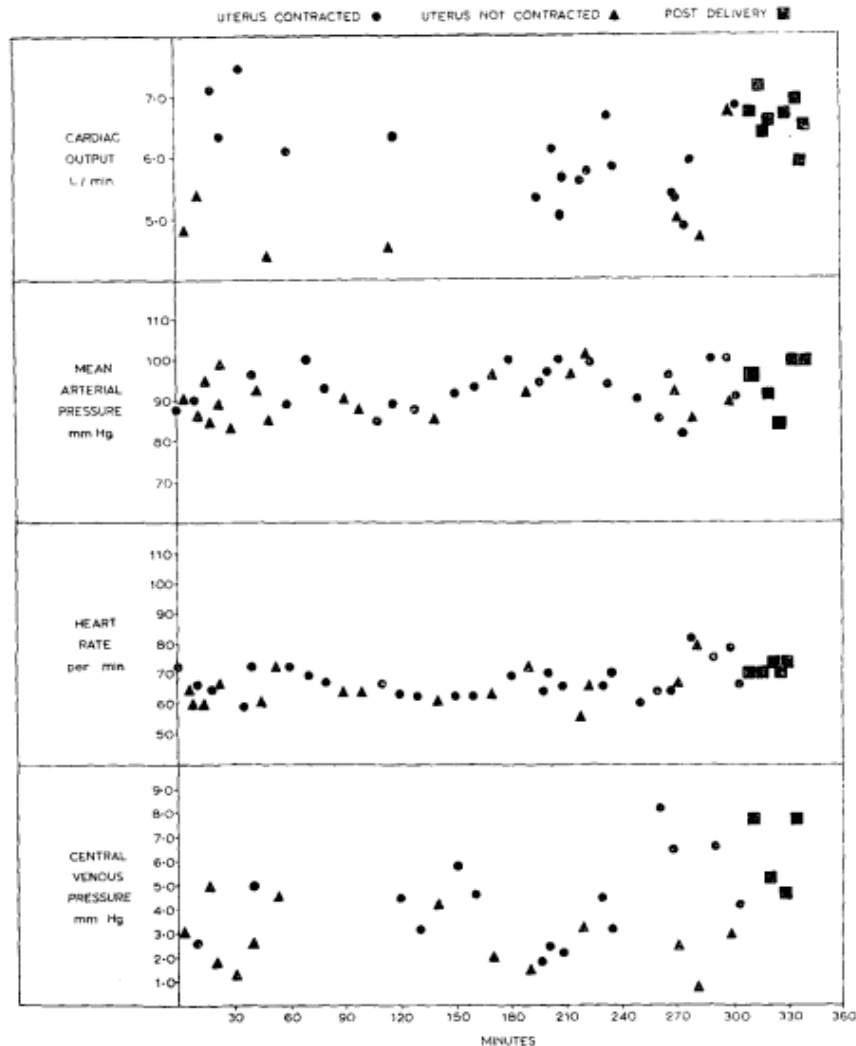 UTERUS CONTRACTED ● UTERUS NOT CONTRACTED ▲ POST DELIVERY ■
7·0
CARDIAC
OUTPUT
L / min.
6·0
5·0
110
100
MEAN
ARTERIAL
PRESSURE
mm Hg
90
80
70
110
100
90
HEART
RATE
per min.
80
70
60
50
9·0
8·0
7·0
6·0
CENTRAL
VENOUS
PRESSURE
mm Hg
5·0
4·0
3·0
2·0
1·0
30 60 90 120 150 180 210 240 270 300 330 360
MINUTES